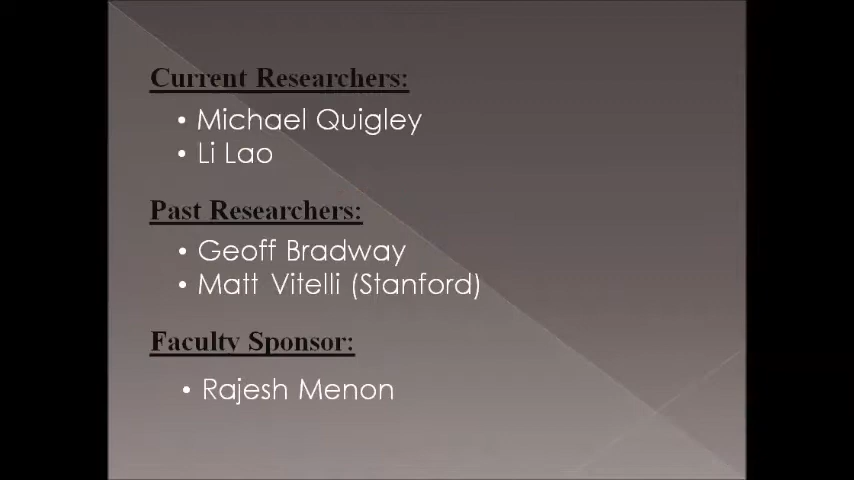 Current Researchers:
• Michael Quigley
• Li Lao
Past Researchers:
• Geoff Bradway
• Matt Vitelli (Stanford)
Faculty Sponsor:
• Rajesh Menon